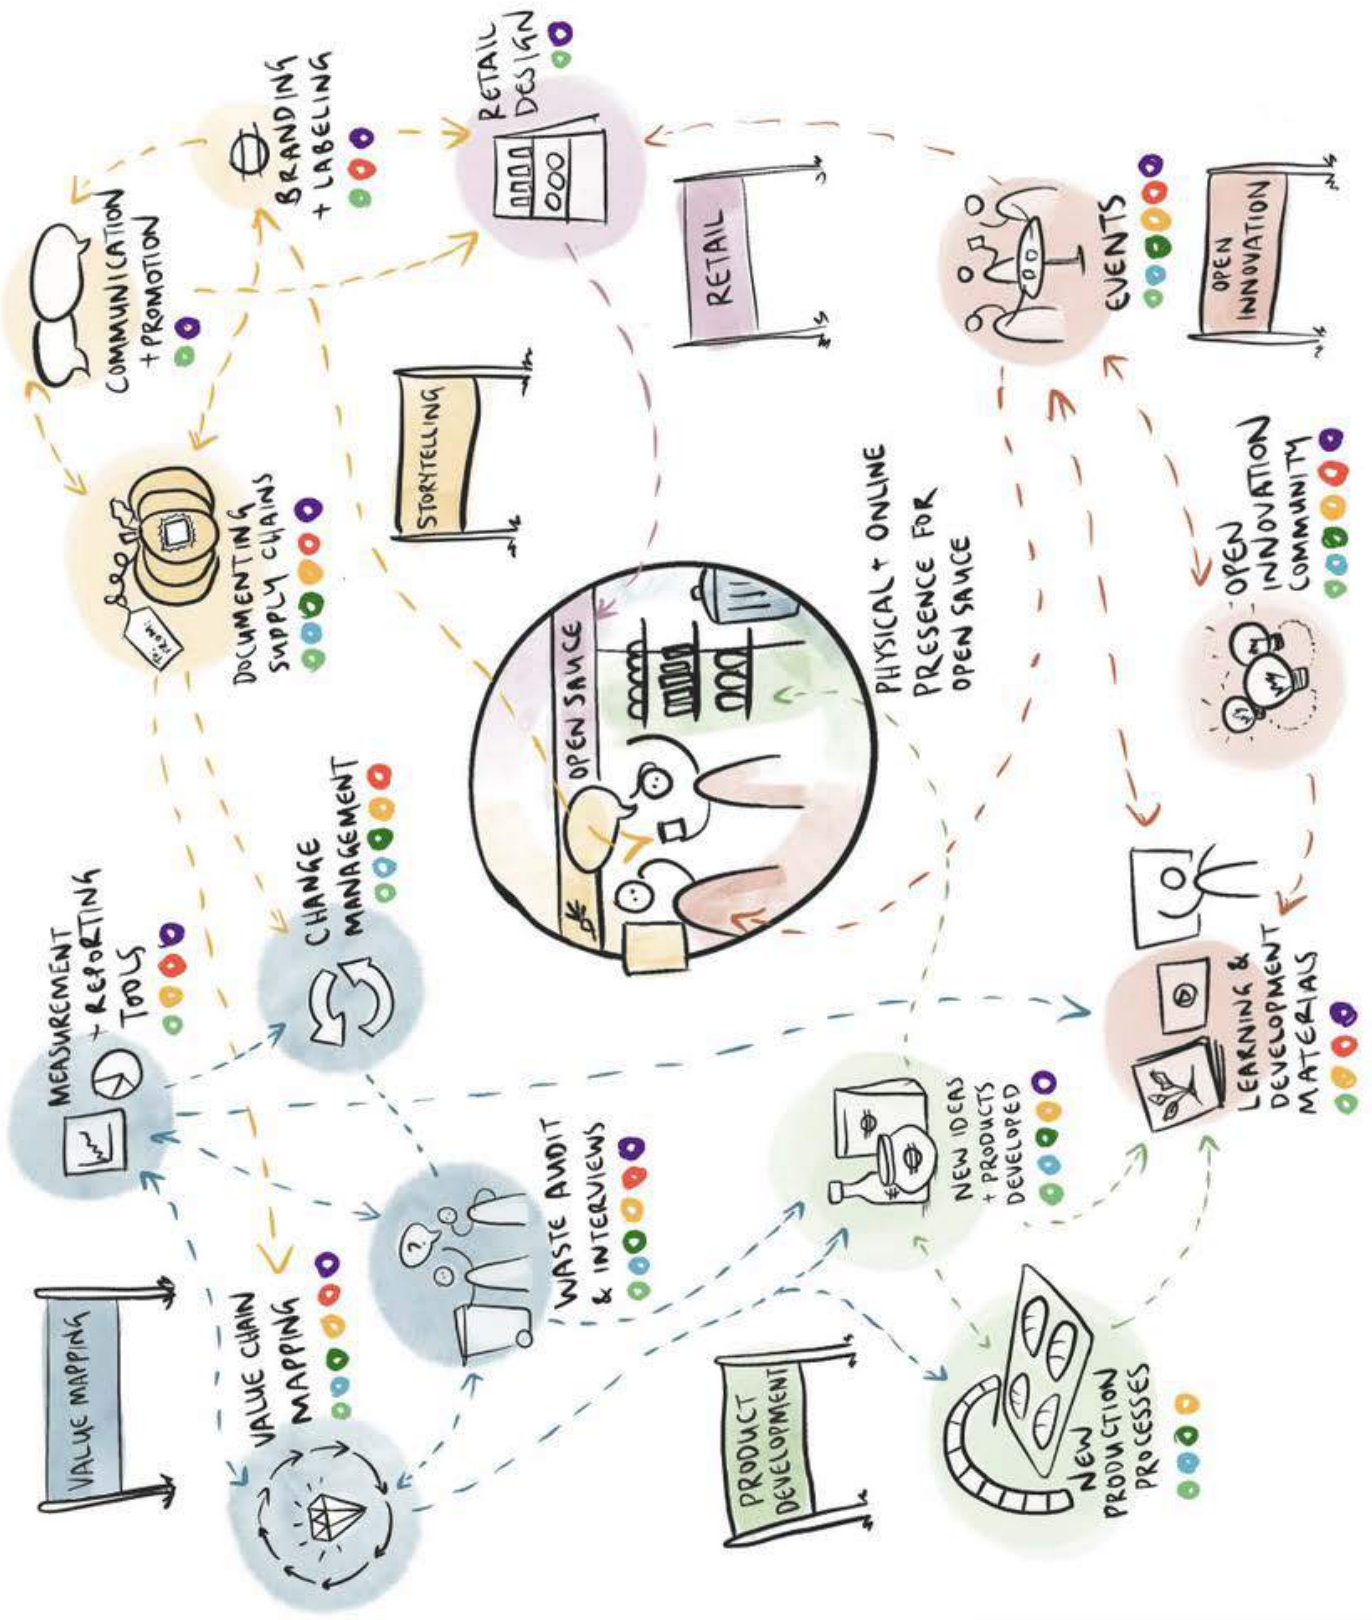 VALUE MAPPING
MEASUREMENT
+ REPORTING
TOOLS
VALUE CHAIN
MAPPING
CHANGE
MANAGEMENT
WASTE AUDIT
& INTERVIEWS
COMMUNICATION
+ PROMOTION
DOCUMENTING
SUPPLY CHAINS
FROM:
BRANDING
+ LABELING
STORYTELLING
RETAIL
DESIGN
RETAIL
OPEN SAUCE
?
PHYSICAL + ONLINE
PRESENCE FOR
OPEN SAUCE
PRODUCT
DEVELOPMENT
NEW IDEAS
+ PRODUCTS
DEVELOPED
NEW
PRODUCTION
PROCESSES
LEARNING &
DEVELOPMENT
MATERIALS
OPEN
INNOVATION
COMMUNITY
EVENTS
OPEN
INNOVATION